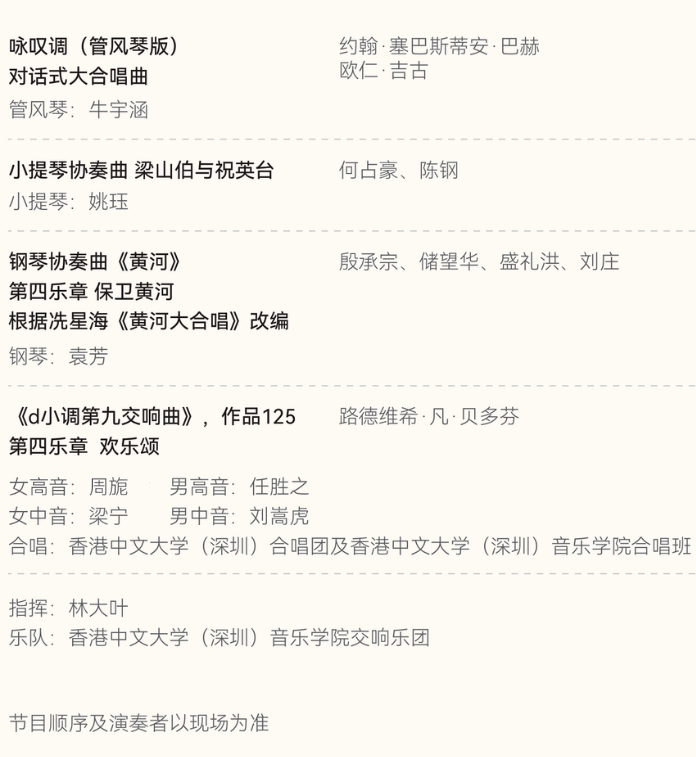 咏叹调（管风琴版）
约翰·塞巴斯蒂安·巴赫
对话式大合唱曲
欧仁·吉古
管风琴：牛宇涵
小提琴协奏曲 梁山伯与祝英台
何占豪、陈钢
小提琴：姚珏
钢琴协奏曲《黄河》
殷承宗、储望华、盛礼洪、刘庄
第四乐章 保卫黄河
根据冼星海《黄河大合唱》改编
钢琴：袁芳
《d小调第九交响曲》，作品125
路德维希·凡·贝多芬
第四乐章 欢乐颂
女高音：周旎 男高音：任胜之
女中音：梁宁 男中音：刘嵩虎
合唱：香港中文大学（深圳）合唱团及香港中文大学（深圳）音乐学院合唱班
指挥：林大叶
乐队：香港中文大学（深圳）音乐学院交响乐团
节目顺序及演奏者以现场为准